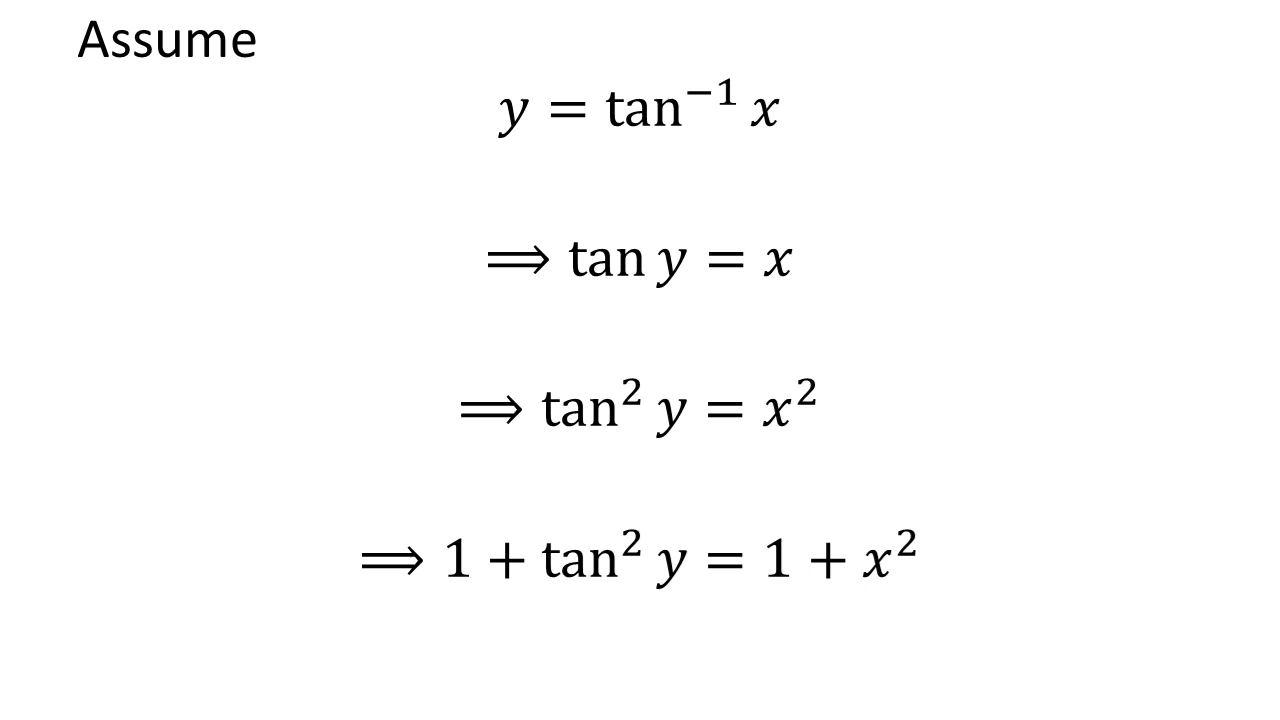 Assume
y = tan⁻¹ x
⟹ tan y = x
⟹ tan² y = x²
⟹ 1 + tan² y = 1 + x²